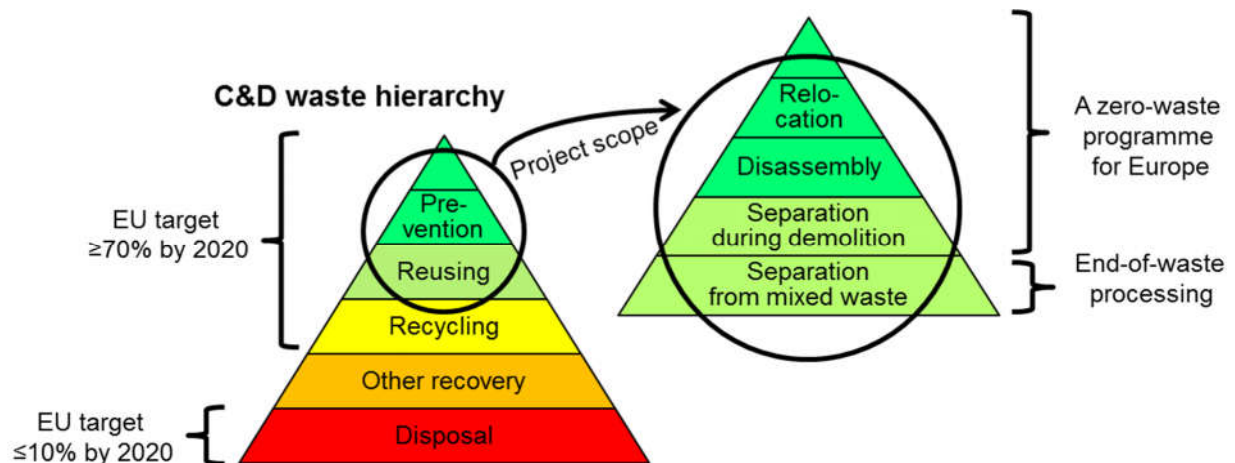 C&D waste hierarchy
EU target
≥70% by 2020
Pre-
vention
Reusing
Recycling
Other recovery
Disposal
EU target
≤10% by 2020
Project scope
Relo-
cation
Disassembly
Separation
during demolition
Separation
from mixed waste
A zero-waste
programme
for Europe
End-of-waste
processing